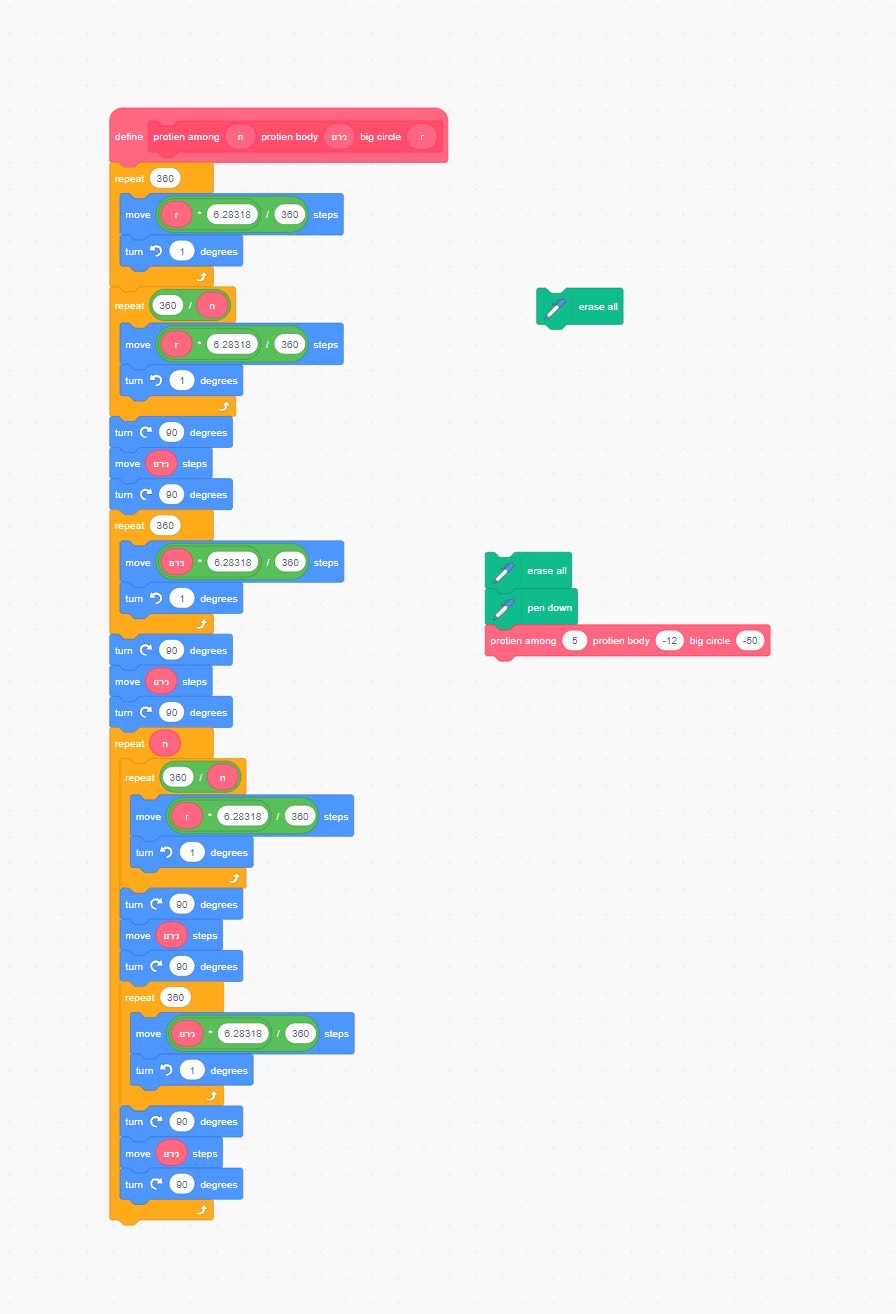 define protien among n protien body ยาว big circle r
repeat 360
move r * 6.28318 / 360 steps
turn 1 degrees
repeat 360 / n
move r * 6.28318 / 360 steps
turn 1 degrees
turn 90 degrees
move ยาว steps
turn 90 degrees
repeat 360
move ยาว * 6.28318 / 360 steps
turn 1 degrees
turn 90 degrees
move ยาว steps
turn 90 degrees
repeat n
repeat 360 / n
move r * 6.28318 / 360 steps
turn 1 degrees
turn 90 degrees
move ยาว steps
turn 90 degrees
repeat 360
move ยาว * 6.28318 / 360 steps
turn 1 degrees
turn 90 degrees
move ยาว steps
turn 90 degrees
erase all
erase all
pen down
protien among 5 protien body -12 big circle -50